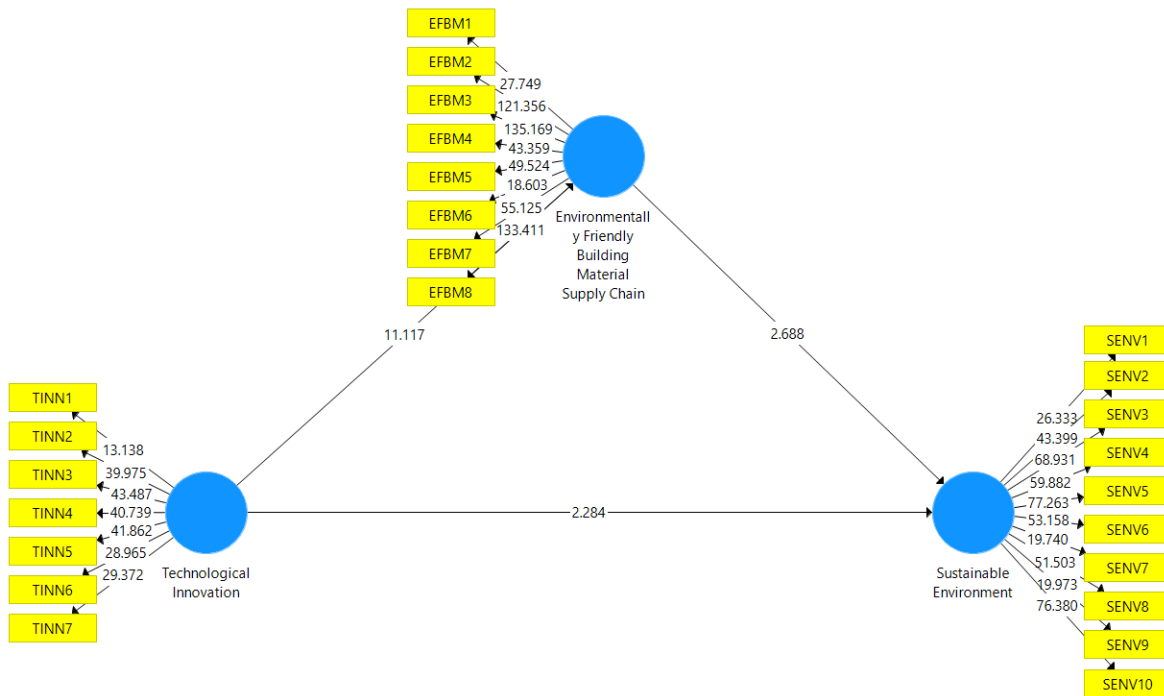 EFBM1
EFBM2
EFBM3
EFBM4
EFBM5
EFBM6
EFBM7
EFBM8
27.749
121.356
135.169
43.359
49.524
18.603
55.125
133.411
Environmentall
y Friendly
Building
Material
Supply Chain
11.117
2.688
TINN1
TINN2
TINN3
TINN4
TINN5
TINN6
TINN7
13.138
39.975
43.487
40.739
41.862
28.965
29.372
Technological
Innovation
2.284
SENV1
SENV2
SENV3
SENV4
SENV5
SENV6
SENV7
SENV8
SENV9
SENV10
26.333
43.399
68.931
59.882
77.263
53.158
19.740
51.503
19.973
76.380
Sustainable
Environment